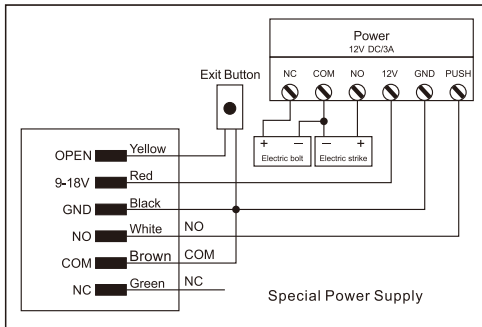 Power
12V DC/3A
NC COM NO 12V GND PUSH
Exit Button
+ − − +
Electric bolt Electric strike
OPEN Yellow
9-18V Red
GND Black
NO White NO
COM Brown COM
NC Green NC
Special Power Supply